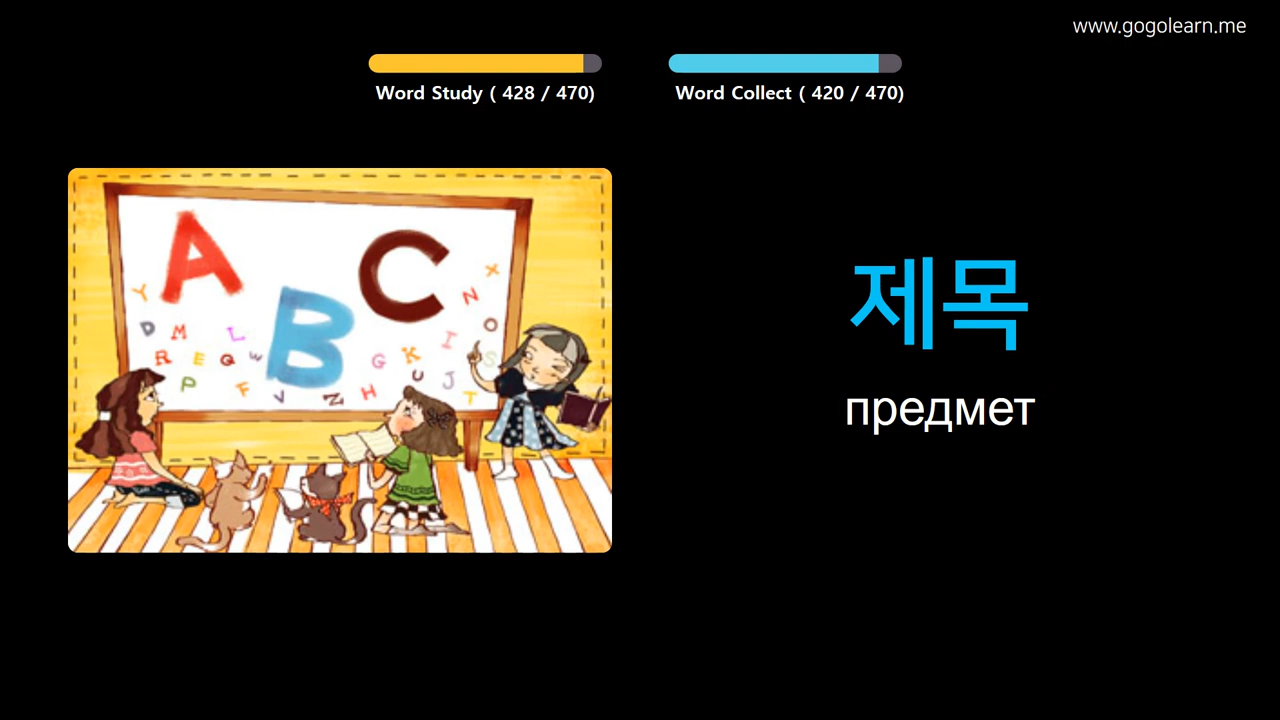 www.gogolearn.me
Word Study ( 428 / 470)
Word Collect ( 420 / 470)
제목
предмет
A
B
C
Y
X
N
D
M
L
O
I
R
E
Q
W
G
K
S
P
F
V
Z
H
U
J
T